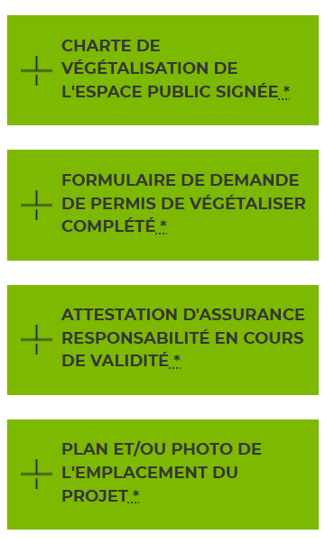 CHARTE DE
VÉGÉTALISATION DE
L'ESPACE PUBLIC SIGNÉE *
FORMULAIRE DE DEMANDE
DE PERMIS DE VÉGÉTALISER
COMPLÉTÉ *
ATTESTATION D'ASSURANCE
RESPONSABILITÉ EN COURS
DE VALIDITÉ *
PLAN ET/OU PHOTO DE
L'EMPLACEMENT DU
PROJET *